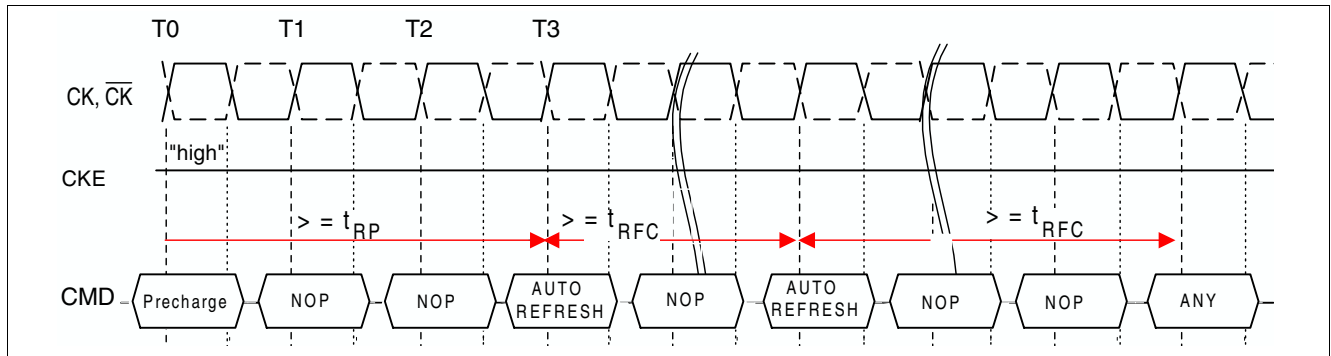 T0 T1 T2 T3
CK, C̅K̅
"high"
CKE
> = tRP > = tRFC > = tRFC
CMD Precharge NOP NOP AUTO REFRESH NOP AUTO REFRESH NOP NOP ANY